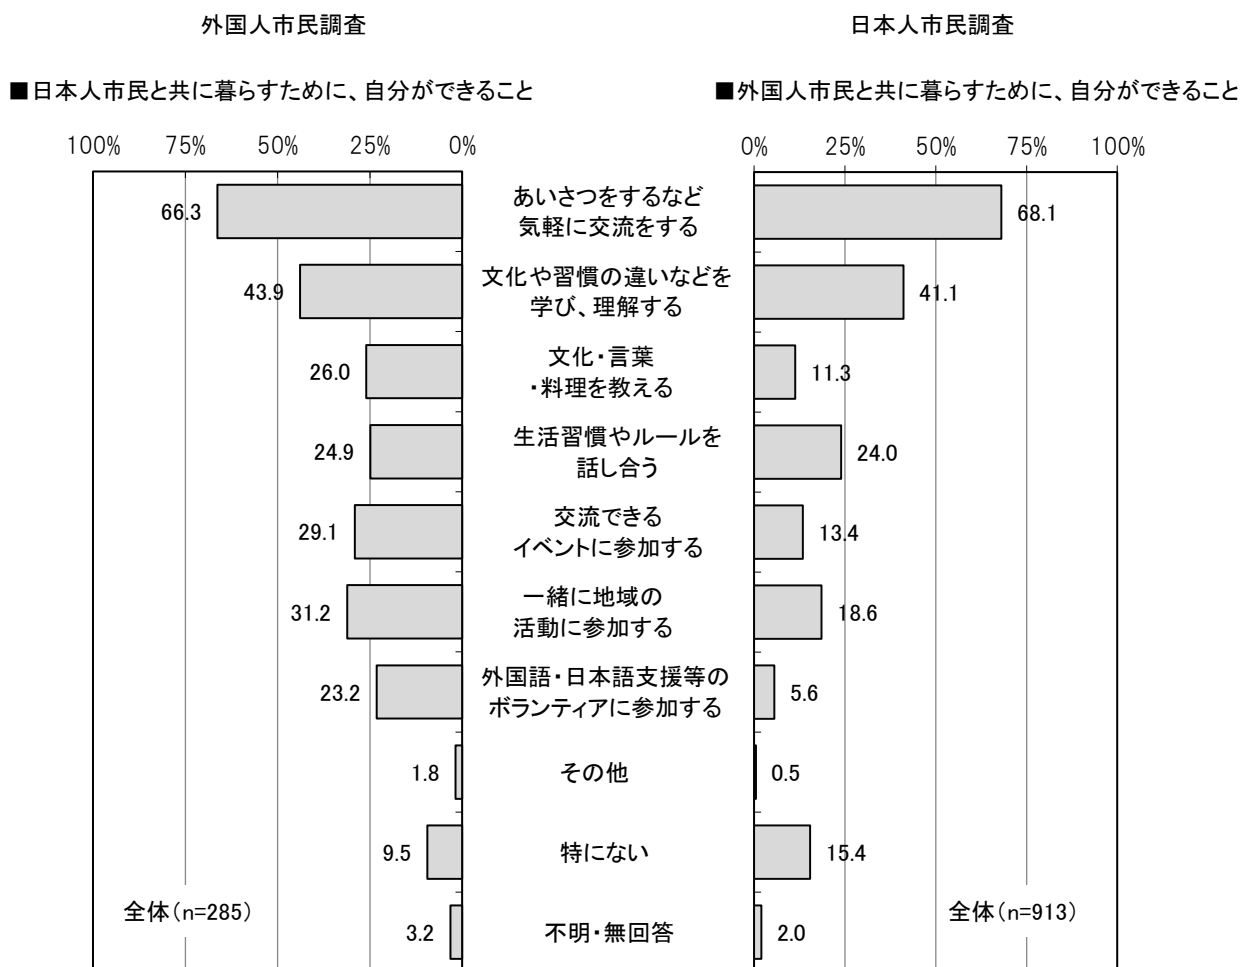 外国人市民調査
日本人市民調査
■日本人市民と共に暮らすために、自分ができること
■外国人市民と共に暮らすために、自分ができること
100% 75% 50% 25% 0%
0% 25% 50% 75% 100%
66.3
あいさつをするなど
気軽に交流をする
68.1
43.9
文化や習慣の違いなどを
学び、理解する
41.1
26.0
文化・言葉
・料理を教える
11.3
24.9
生活習慣やルールを
話し合う
24.0
29.1
交流できる
イベントに参加する
13.4
31.2
一緒に地域の
活動に参加する
18.6
23.2
外国語・日本語支援等の
ボランティアに参加する
5.6
1.8
その他
0.5
9.5
特にない
15.4
全体(n=285)
全体(n=913)
3.2
不明・無回答
2.0